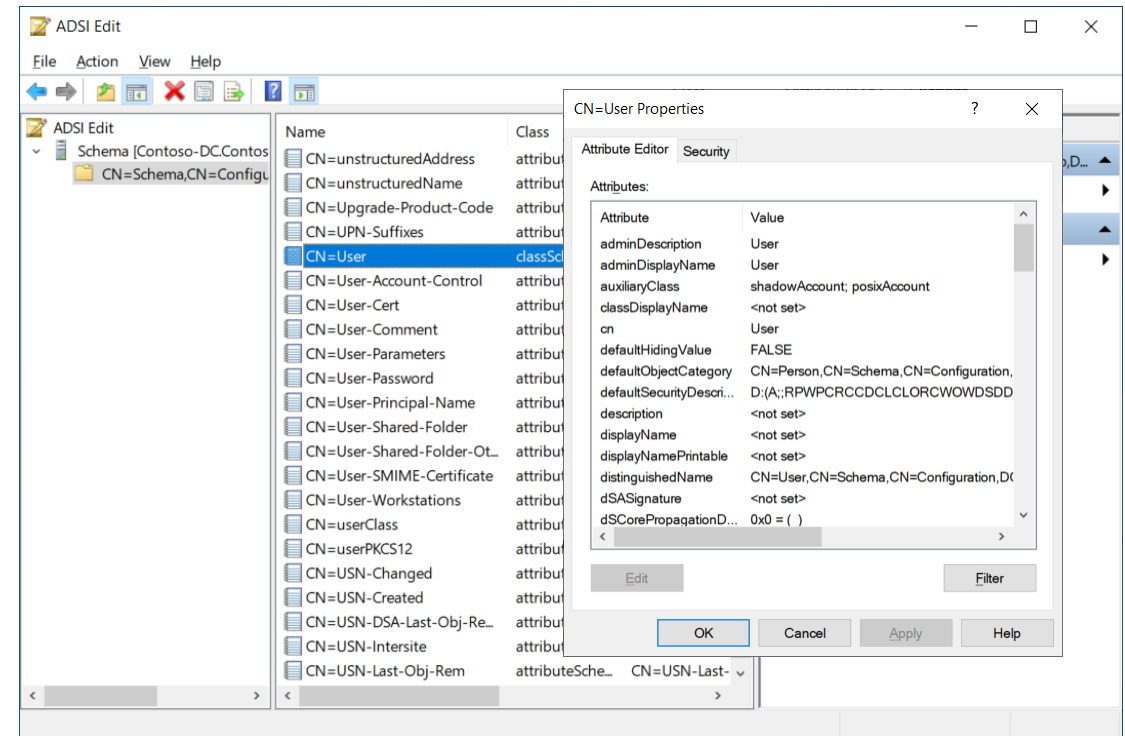 ADSI Edit
File Action View Help
ADSI Edit
Schema [Contoso-DC.Contos
CN=Schema,CN=Configu
Name Class
CN=unstructuredAddress attribut
CN=unstructuredName attribut
CN=Upgrade-Product-Code attribut
CN=UPN-Suffixes attribut
CN=User classSc
CN=User-Account-Control attribut
CN=User-Cert attribut
CN=User-Comment attribut
CN=User-Parameters attribut
CN=User-Password attribut
CN=User-Principal-Name attribut
CN=User-Shared-Folder attribut
CN=User-Shared-Folder-Ot... attribut
CN=User-SMIME-Certificate attribut
CN=User-Workstations attribut
CN=userClass attribut
CN=userPKCS12 attribut
CN=USN-Changed attribut
CN=USN-Created attribut
CN=USN-DSA-Last-Obj-Re... attribut
CN=USN-Intersite attribut
CN=USN-Last-Obj-Rem attributeSche... CN=USN-Last-
CN=User Properties ?
Attribute Editor Security
Attributes:
Attribute Value
adminDescription User
adminDisplayName User
auxiliaryClass shadowAccount; posixAccount
classDisplayName <not set>
cn User
defaultHidingValue FALSE
defaultObjectCategory CN=Person,CN=Schema,CN=Configuration,
defaultSecurityDescri... D:(A;;RPWPCRCCDCLCLORCWOWDSDD
description <not set>
displayName <not set>
displayNamePrintable <not set>
distinguishedName CN=User,CN=Schema,CN=Configuration,D(
dSASignature <not set>
dSCorePropagationD... 0x0 = ( )
Edit Filter
OK Cancel Apply Help
,D...